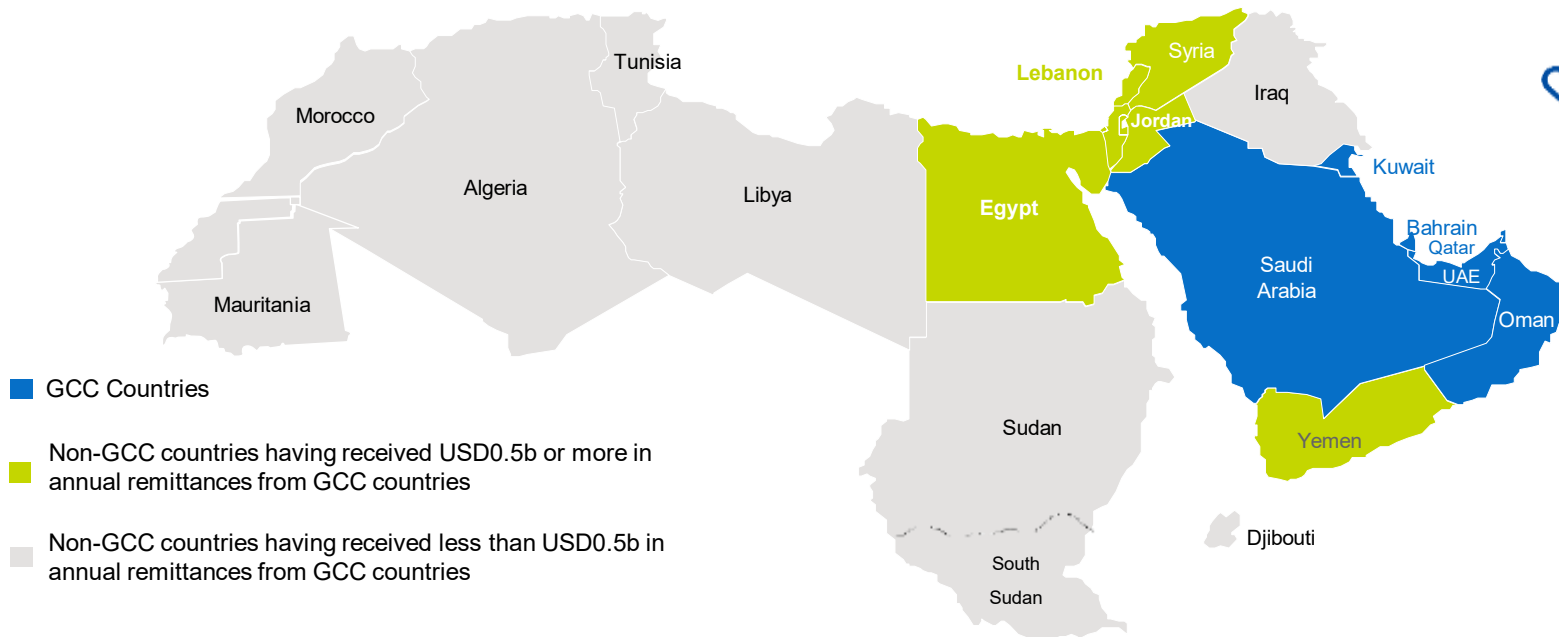 Tunisia
Syria
Lebanon
Iraq
Morocco
Jordan
Kuwait
Algeria
Libya
Egypt
Bahrain
Qatar
Saudi
Arabia
UAE
Mauritania
Oman
GCC Countries
Sudan
Yemen
Non-GCC countries having received USD0.5b or more in
annual remittances from GCC countries
Djibouti
Non-GCC countries having received less than USD0.5b in
annual remittances from GCC countries
South
Sudan